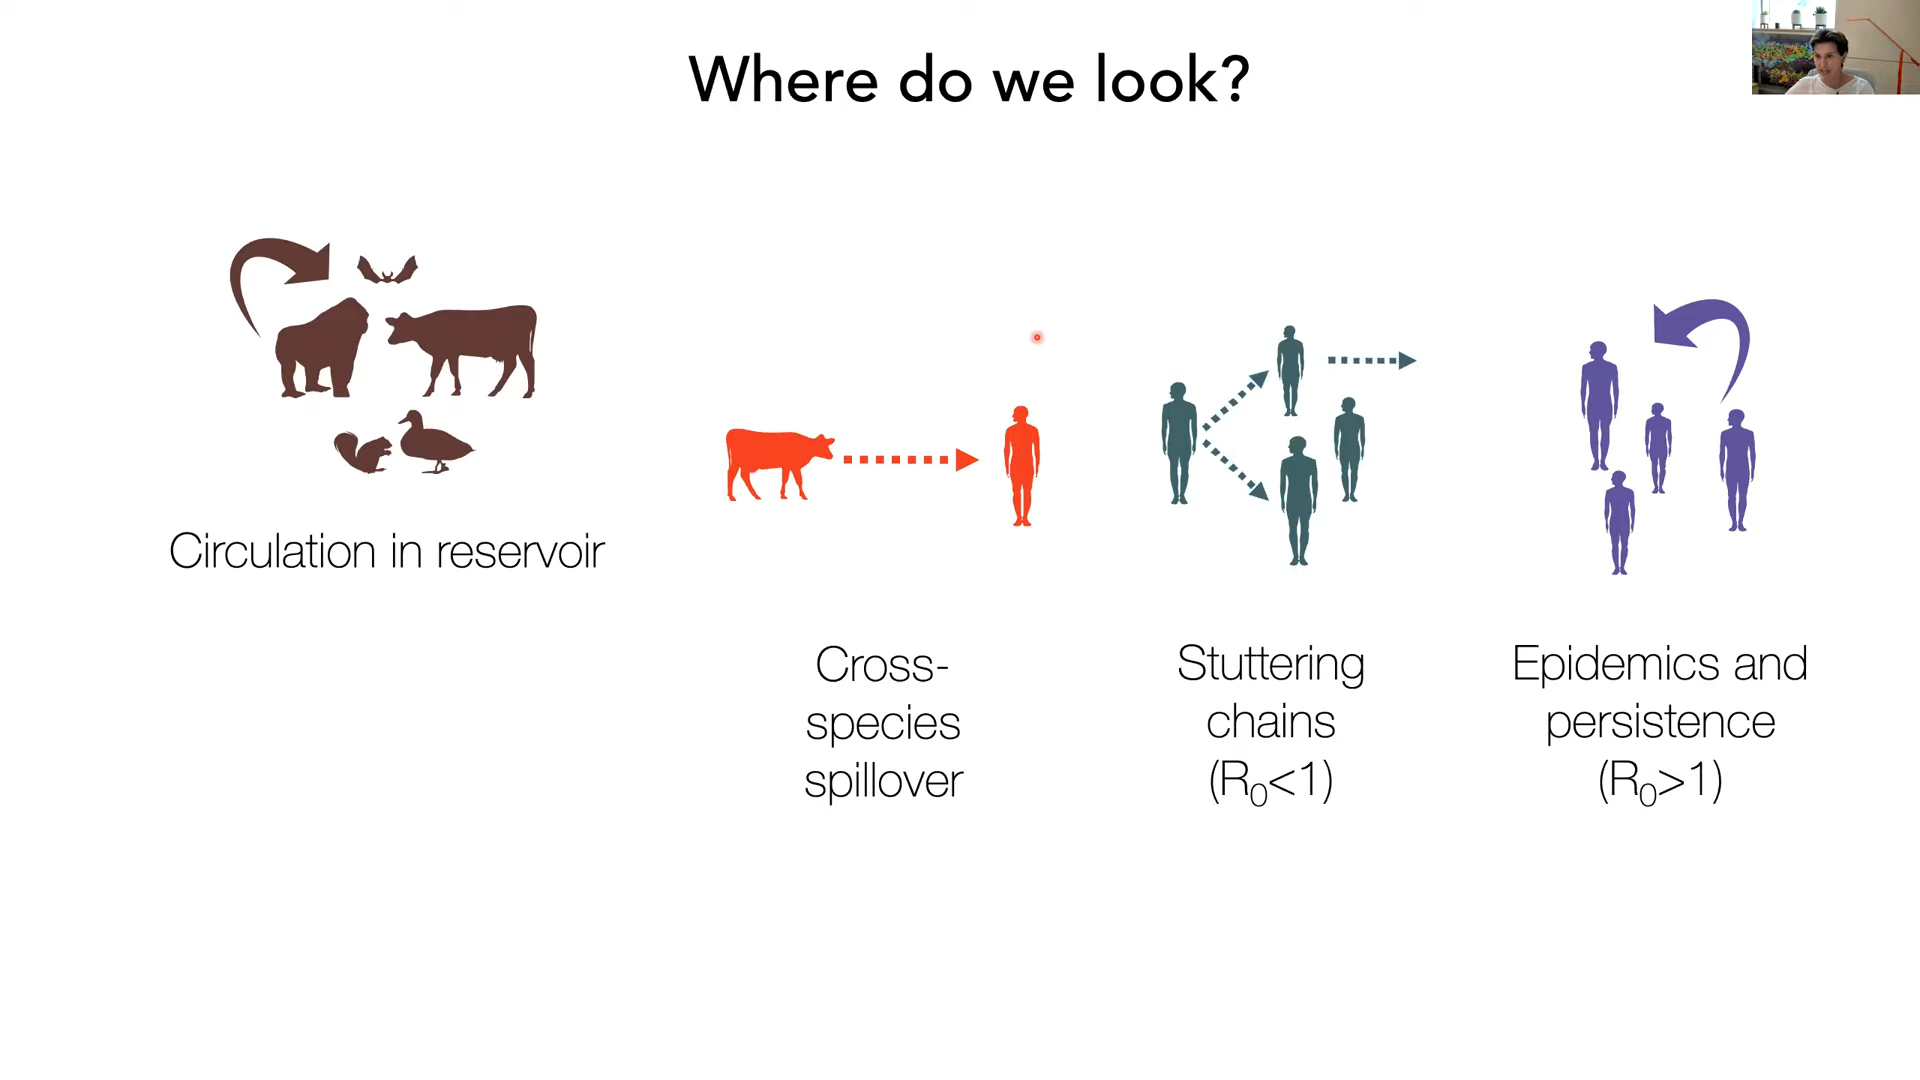 Where do we look?
Circulation in reservoir
Cross-
species
spillover
Stuttering
chains
(R₀<1)
Epidemics and
persistence
(R₀>1)